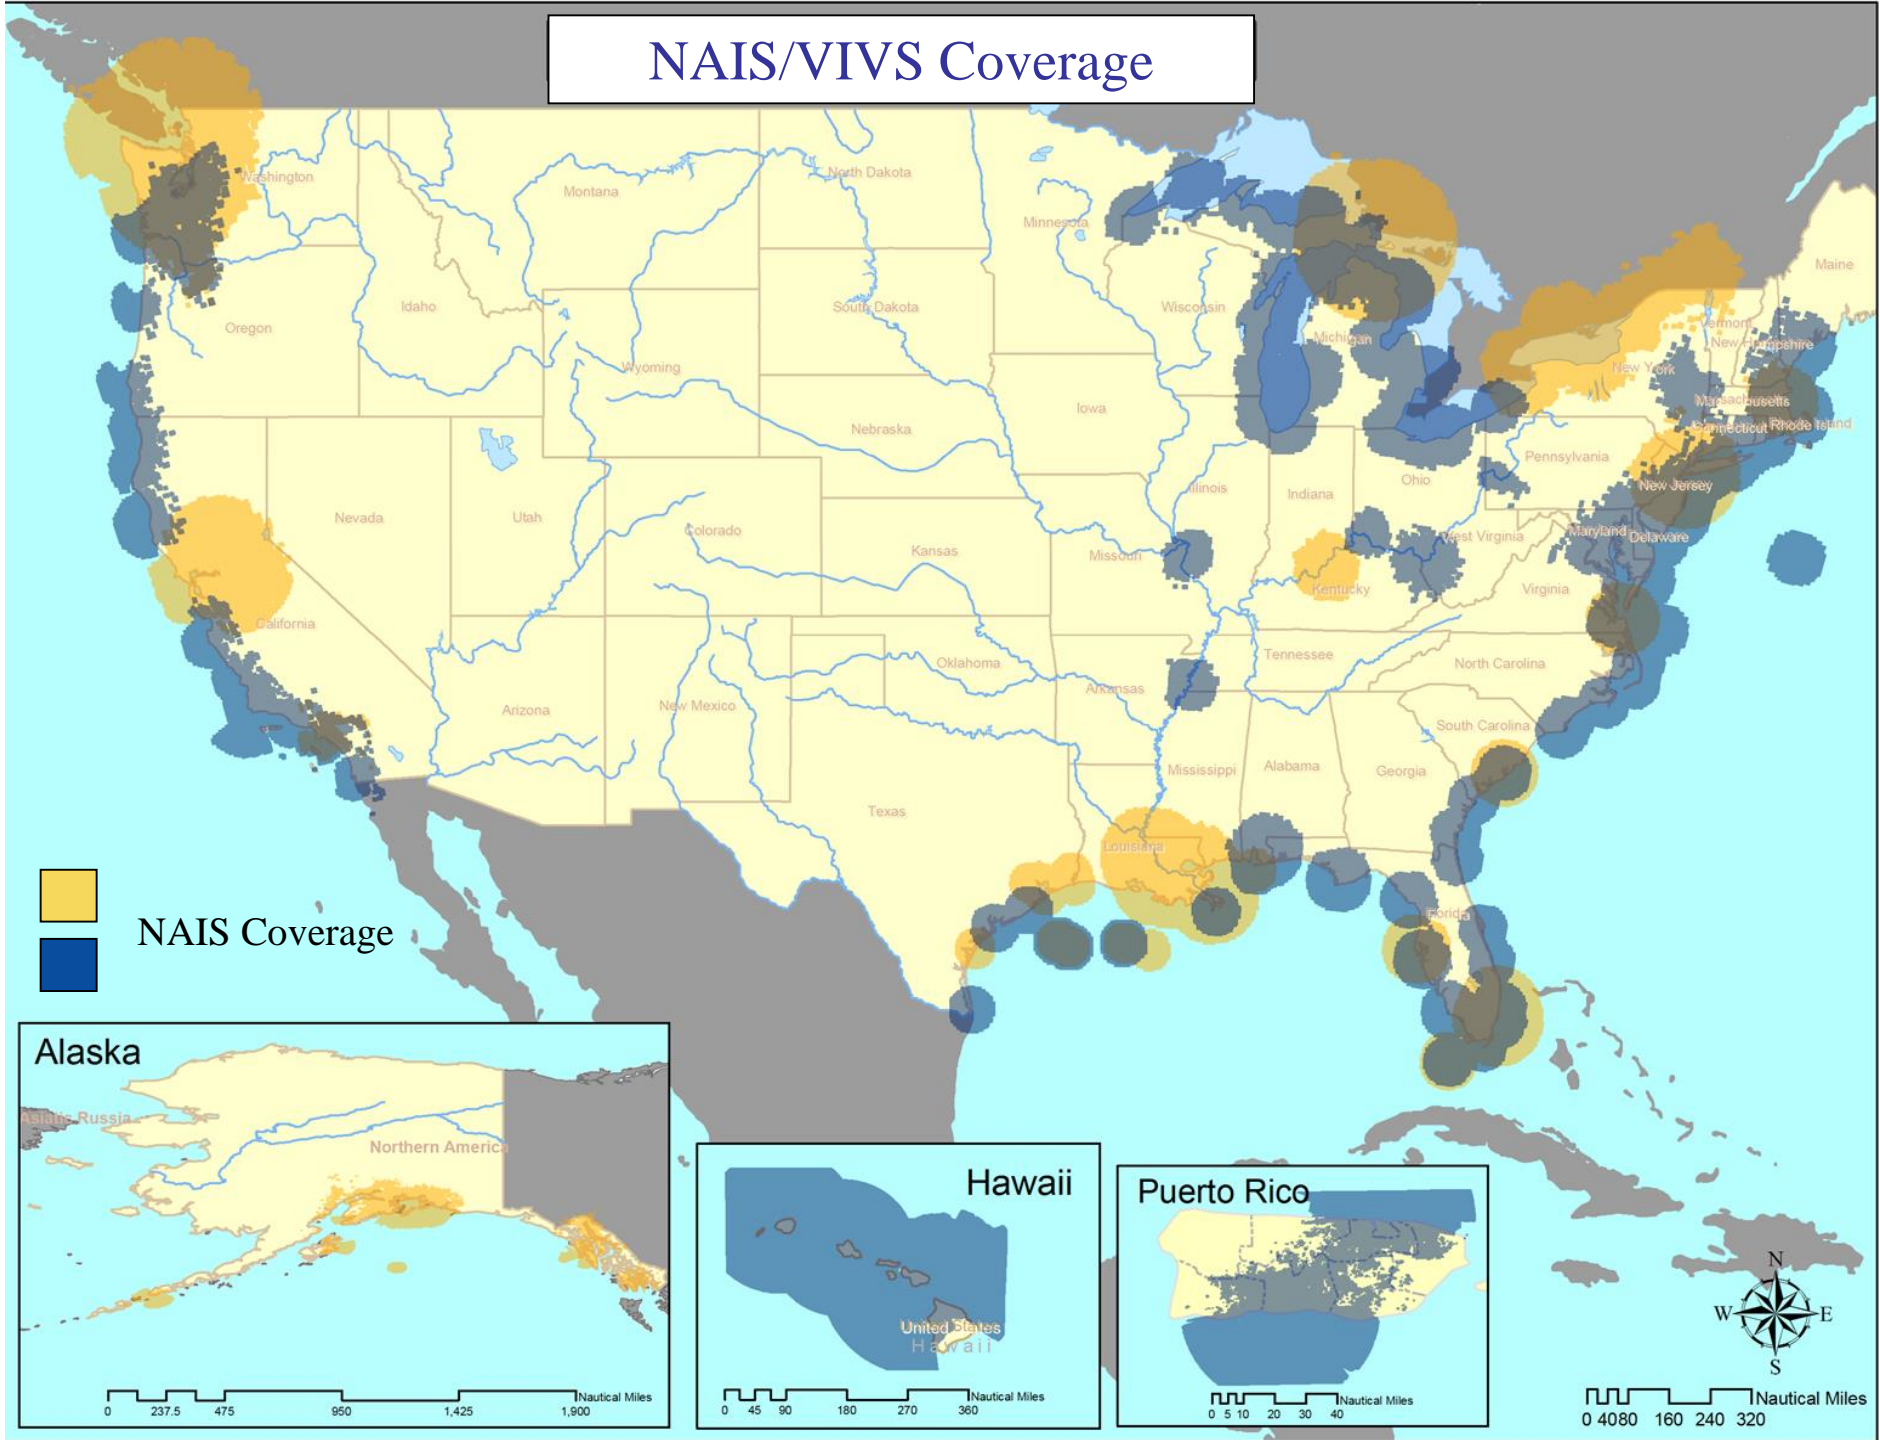 NAIS/VIVS Coverage
Washington
Montana
North Dakota
Minnesota
Maine
Oregon
Idaho
South Dakota
Wisconsin
Michigan
Vermont
New Hampshire
Wyoming
New York
Iowa
Massachusetts
Nebraska
Connecticut
Rhode Island
Pennsylvania
Nevada
Utah
Colorado
Illinois
Indiana
Ohio
New Jersey
Kansas
Missouri
West Virginia
Maryland
Delaware
California
Kentucky
Virginia
Arizona
New Mexico
Oklahoma
Arkansas
Tennessee
North Carolina
South Carolina
Texas
Mississippi
Alabama
Georgia
Louisiana
Florida
NAIS Coverage
Alaska
Asiatic Russia
Northern America
0 237.5 475 950 1,425 1,900
Nautical Miles
Hawaii
United States
Hawaii
0 45 90 180 270 360
Nautical Miles
Puerto Rico
0 5 10 20 30 40
Nautical Miles
N
W E
S
Nautical Miles
0 40 80 160 240 320